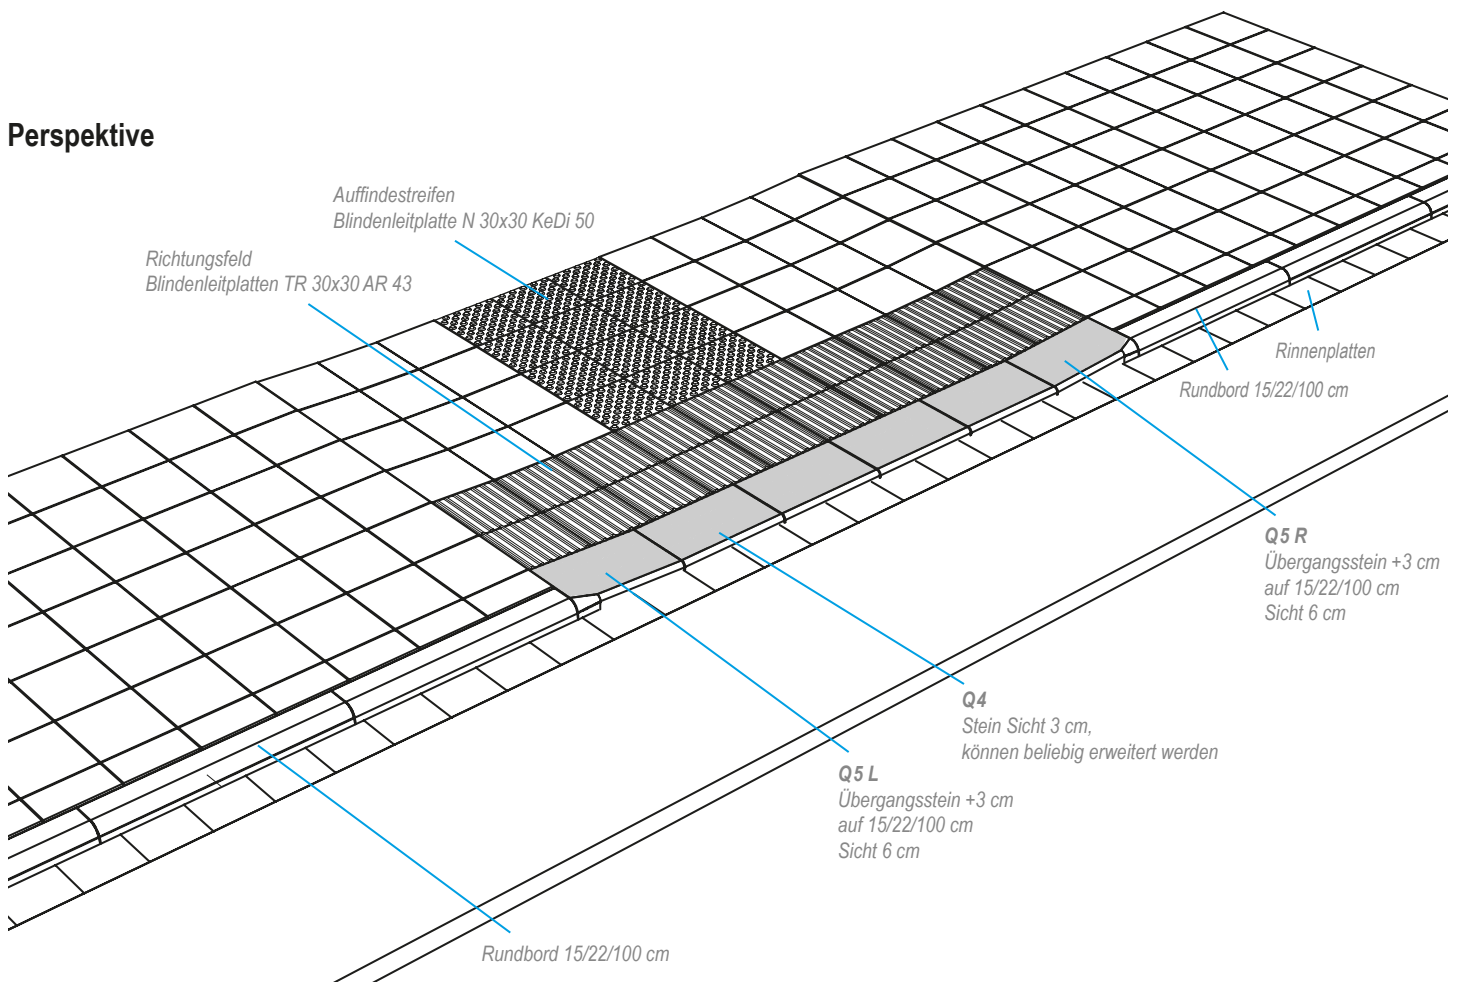 Perspektive
Auffindestreifen
Blindenleitplatte N 30x30 KeDi 50
Richtungsfeld
Blindenleitplatten TR 30x30 AR 43
Rinnenplatten
Rundbord 15/22/100 cm
Q5 R
Übergangsstein +3 cm
auf 15/22/100 cm
Sicht 6 cm
Q4
Stein Sicht 3 cm,
können beliebig erweitert werden
Q5 L
Übergangsstein +3 cm
auf 15/22/100 cm
Sicht 6 cm
Rundbord 15/22/100 cm